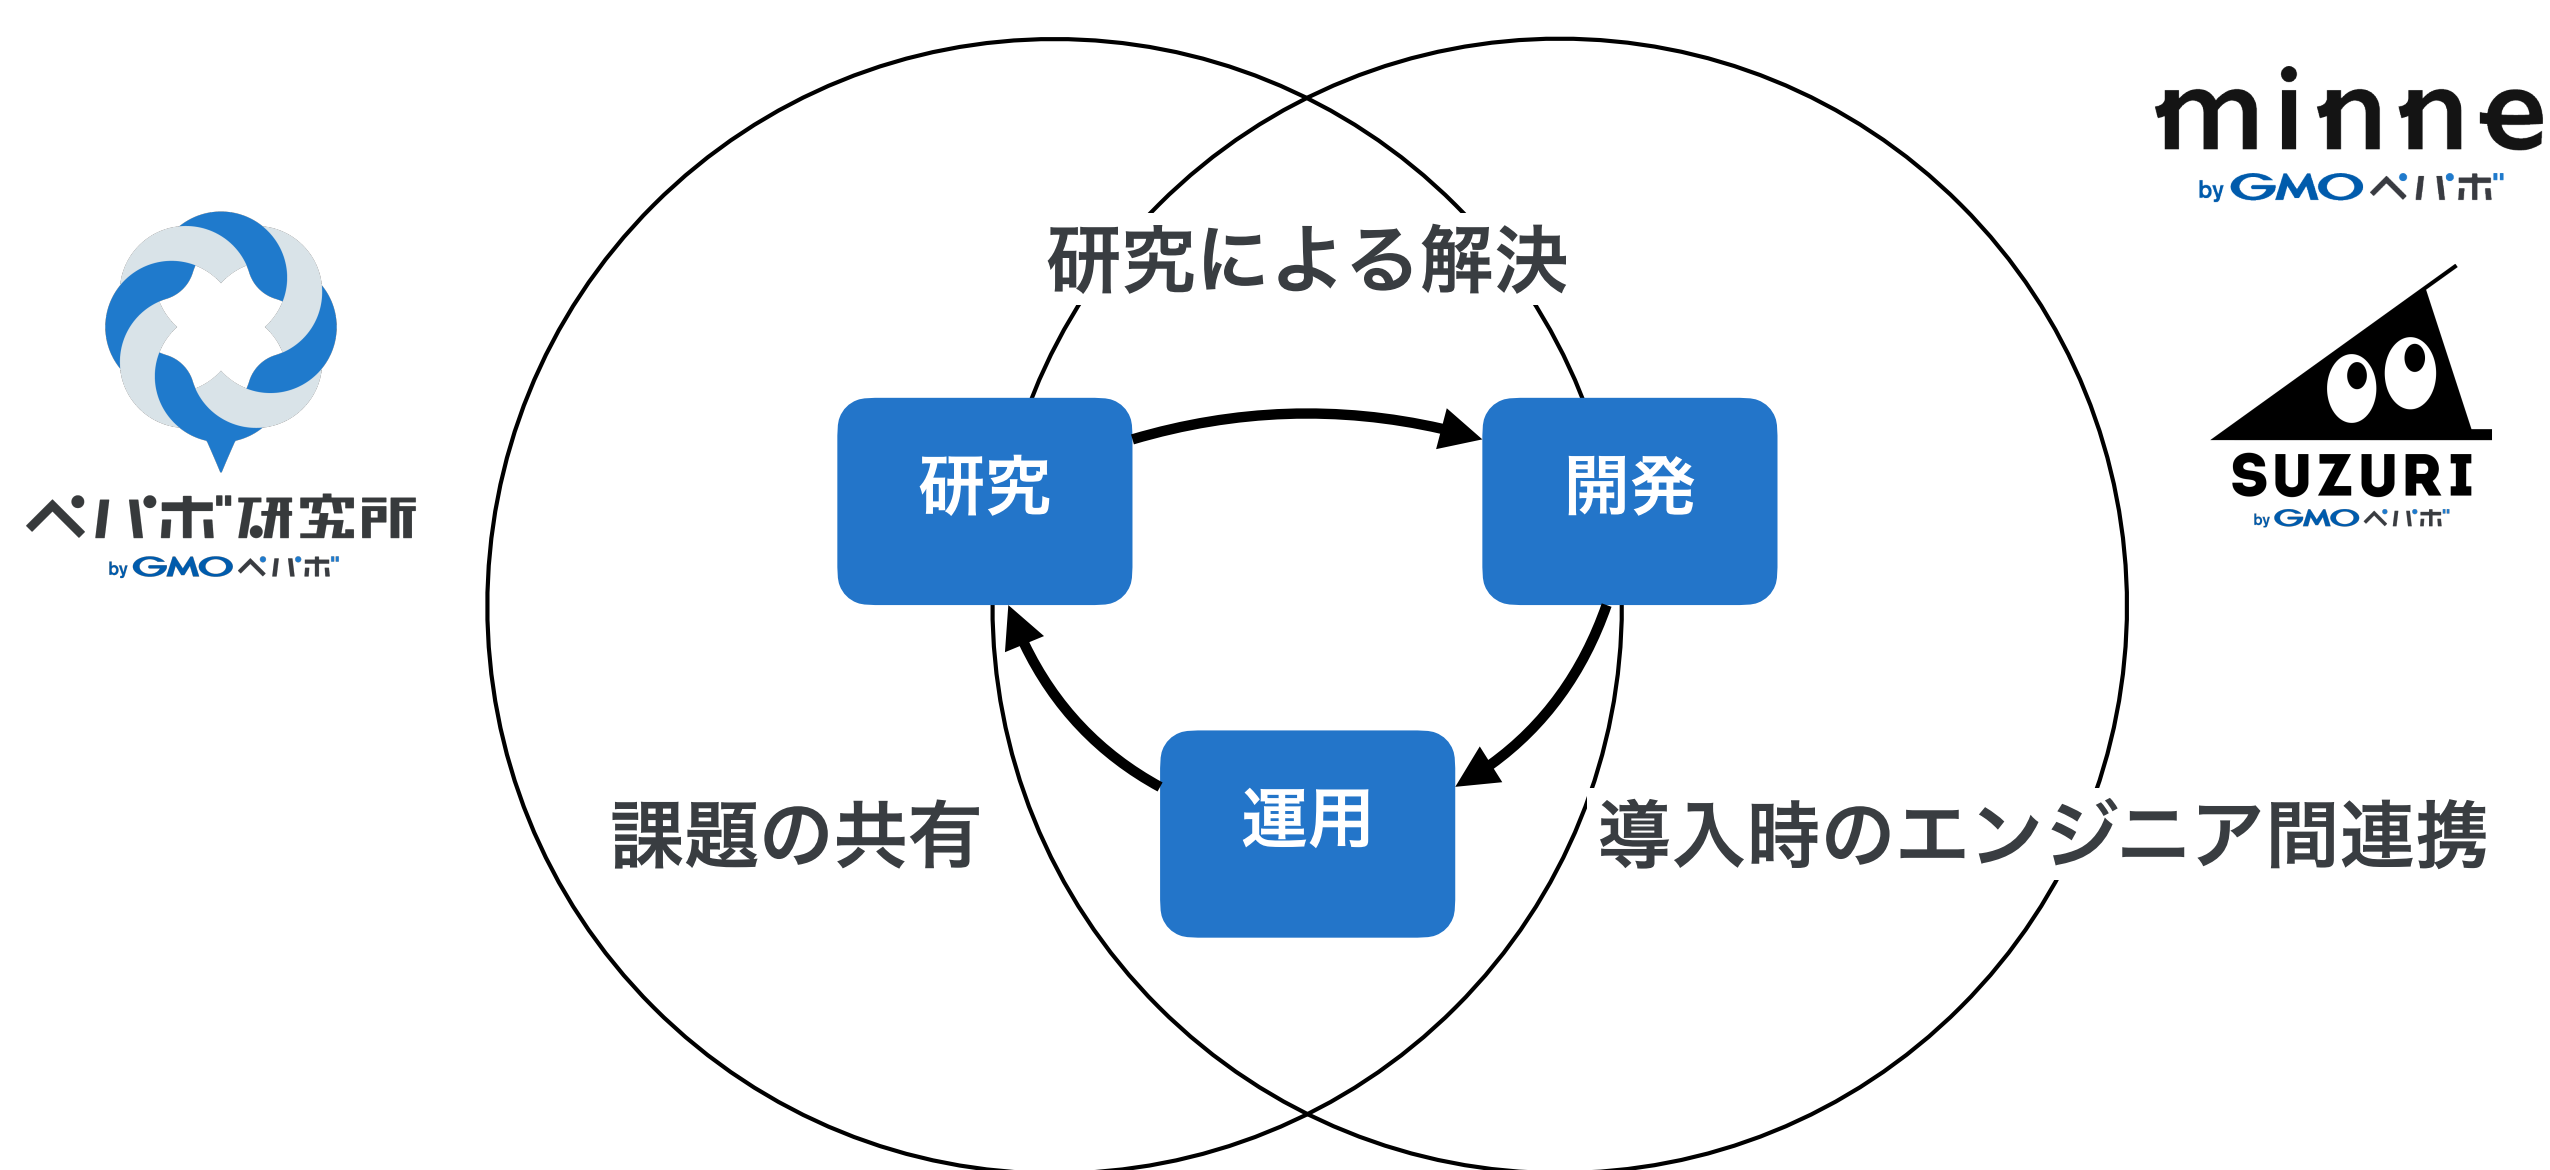 minne
by GMOペパボ
研究による解決
ペパボ研究所
by GMOペパボ
研究
開発
SUZURI
by GMOペパボ
運用
課題の共有
導入時のエンジニア間連携